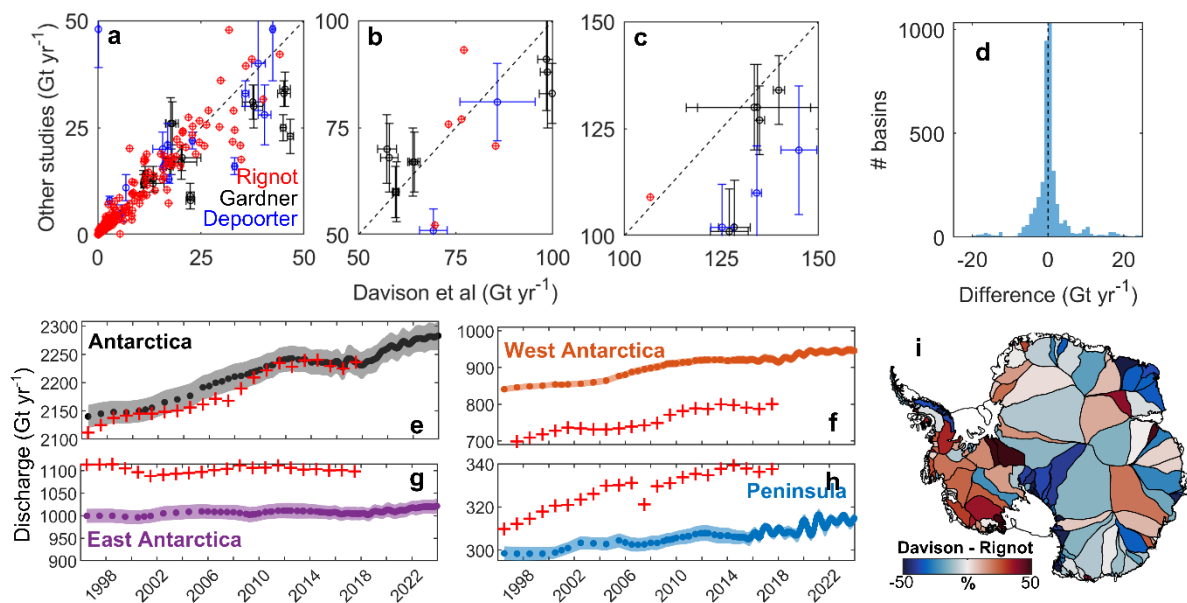 50
25
0
0
25
50
a
Rignot
Gardner
Depoorter
Other studies (Gt yr-1)
100
75
50
50
75
100
b
150
125
100
100
125
150
c
Davison et al (Gt yr-1)
1000
500
0
-20
0
20
d
# basins
Difference (Gt yr-1)
Discharge (Gt yr-1)
2300
2250
2200
2150
2100
Antarctica
e
1000
900
800
700
West Antarctica
f
1100
1050
1000
950
900
g
East Antarctica
1998
2002
2006
2010
2014
2018
2022
340
320
300
h
Peninsula
1998
2002
2006
2010
2014
2018
2022
i
Davison - Rignot
-50
%
50